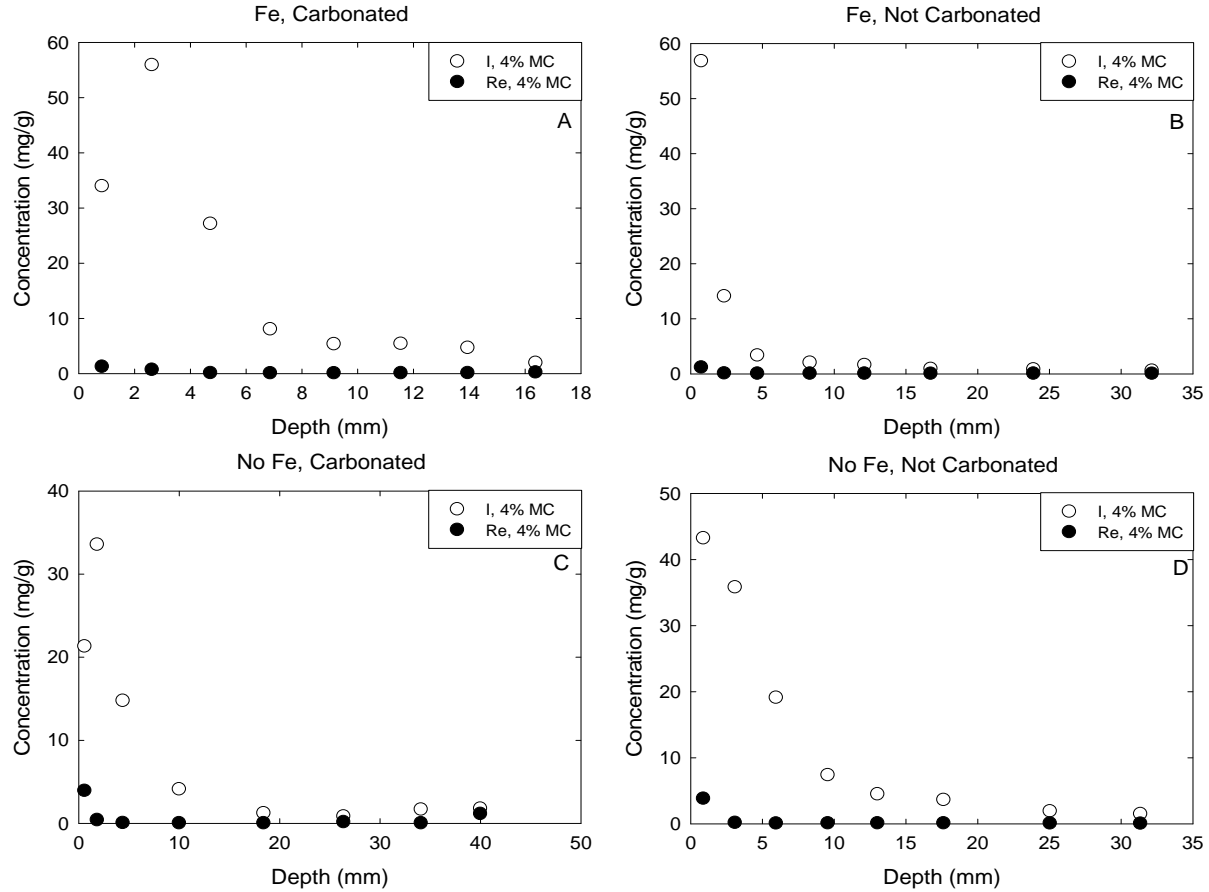 Fe, Carbonated
60
50
40
30
20
10
0
Concentration (mg/g)
I, 4% MC
Re, 4% MC
A
0 2 4 6 8 10 12 14 16 18
Depth (mm)
Fe, Not Carbonated
60
50
40
30
20
10
0
Concentration (mg/g)
I, 4% MC
Re, 4% MC
B
0 5 10 15 20 25 30 35
Depth (mm)
No Fe, Carbonated
40
30
20
10
0
Concentration (mg/g)
I, 4% MC
Re, 4% MC
C
0 10 20 30 40 50
Depth (mm)
No Fe, Not Carbonated
50
40
30
20
10
0
Concentration (mg/g)
I, 4% MC
Re, 4% MC
D
0 5 10 15 20 25 30 35
Depth (mm)